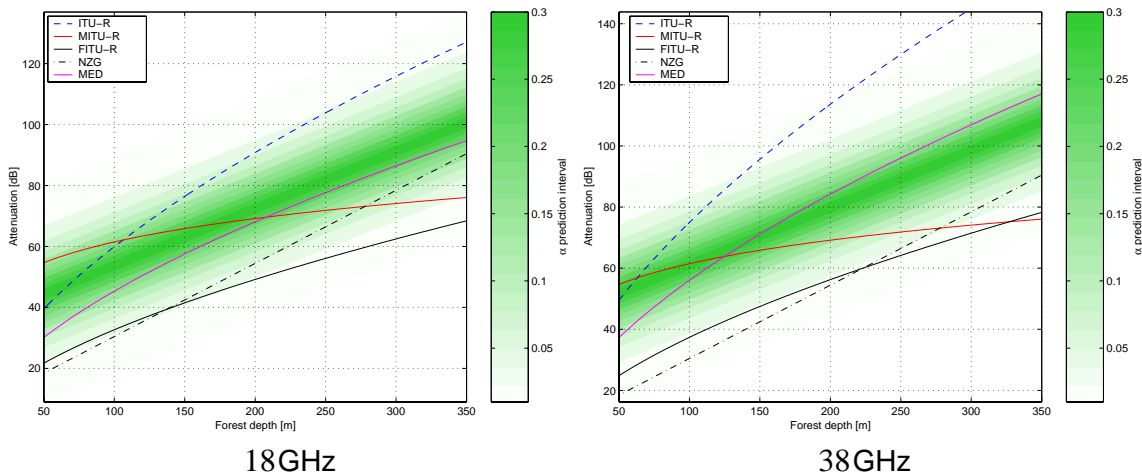 ITU−R
MITU−R
FITU−R
NZG
MED
120
100
80
60
40
20
Attenuation [dB]
50 100 150 200 250 300 350
Forest depth [m]
0.3
0.25
0.2
0.15
0.1
0.05
α prediction interval
18GHz
ITU−R
MITU−R
FITU−R
NZG
MED
140
120
100
80
60
40
20
Attenuation [dB]
50 100 150 200 250 300 350
Forest depth [m]
0.3
0.25
0.2
0.15
0.1
0.05
α prediction interval
38GHz